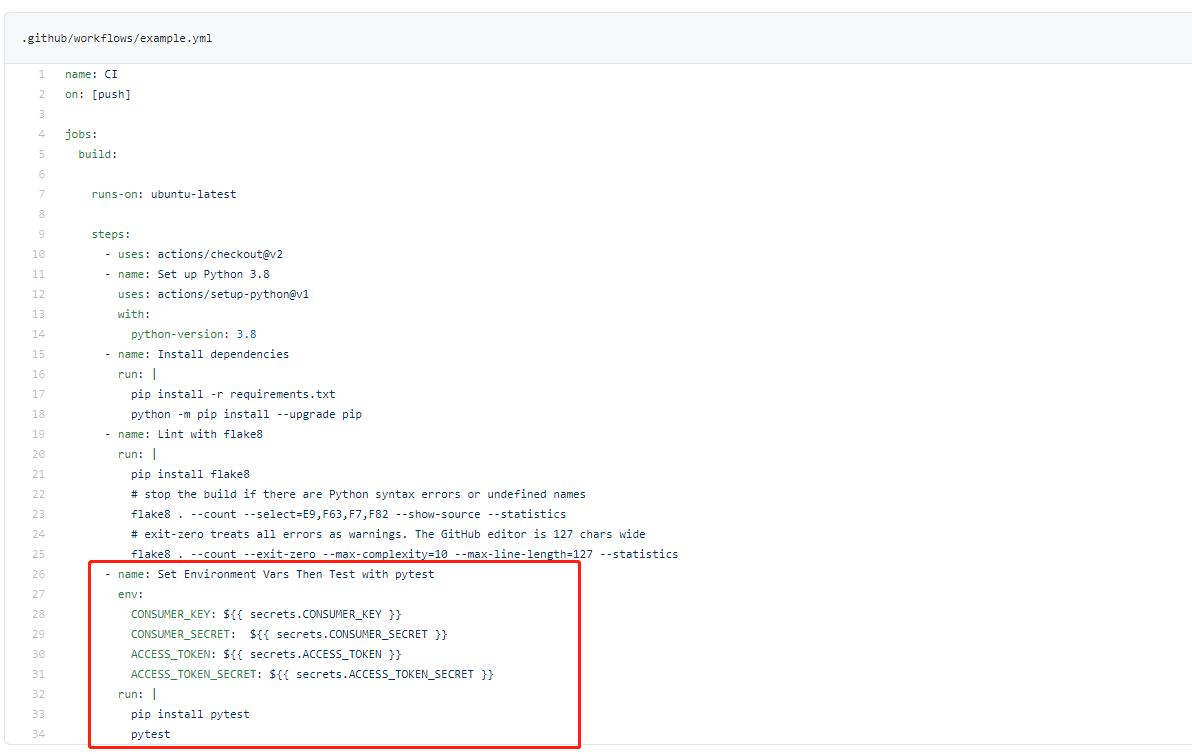 .github/workflows/example.yml
1 name: CI
2 on: [push]
3
4 jobs:
5   build:
6
7     runs-on: ubuntu-latest
8
9     steps:
10       - uses: actions/checkout@v2
11       - name: Set up Python 3.8
12         uses: actions/setup-python@v1
13         with:
14           python-version: 3.8
15       - name: Install dependencies
16         run: |
17           pip install -r requirements.txt
18           python -m pip install --upgrade pip
19       - name: Lint with flake8
20         run: |
21           pip install flake8
22           # stop the build if there are Python syntax errors or undefined names
23           flake8 . --count --select=E9,F63,F7,F82 --show-source --statistics
24           # exit-zero treats all errors as warnings. The GitHub editor is 127 chars wide
25           flake8 . --count --exit-zero --max-complexity=10 --max-line-length=127 --statistics
26       - name: Set Environment Vars Then Test with pytest
27         env:
28           CONSUMER_KEY: ${{ secrets.CONSUMER_KEY }}
29           CONSUMER_SECRET:  ${{ secrets.CONSUMER_SECRET }}
30           ACCESS_TOKEN: ${{ secrets.ACCESS_TOKEN }}
31           ACCESS_TOKEN_SECRET: ${{ secrets.ACCESS_TOKEN_SECRET }}
32         run: |
33           pip install pytest
34           pytest